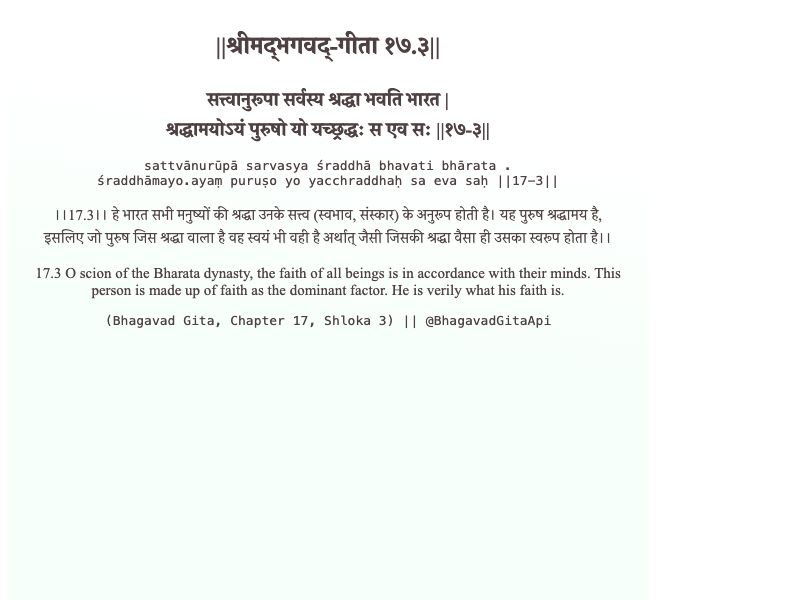 ||श्रीमद्‍भगवद्‍-गीता १७.३||
सत्त्वानुरूपा सर्वस्य श्रद्धा भवति भारत |
श्रद्धामयोऽयं पुरुषो यो यच्छ्रद्धः स एव सः ||१७-३||
sattvānurūpā sarvasya śraddhā bhavati bhārata .
śraddhāmayo.ayaṃ puruṣo yo yacchraddhaḥ sa eva saḥ ||17-3||
।।17.3।। हे भारत सभी मनुष्यों की श्रद्धा उनके सत्त्व (स्वभाव, संस्कार) के अनुरूप होती है। यह पुरुष श्रद्धामय है,
इसलिए जो पुरुष जिस श्रद्धा वाला है वह स्वयं भी वही है अर्थात् जैसी जिसकी श्रद्धा वैसा ही उसका स्वरूप होता है।।
17.3 O scion of the Bharata dynasty, the faith of all beings is in accordance with their minds. This
person is made up of faith as the dominant factor. He is verily what his faith is.
(Bhagavad Gita, Chapter 17, Shloka 3) || @BhagavadGitaApi